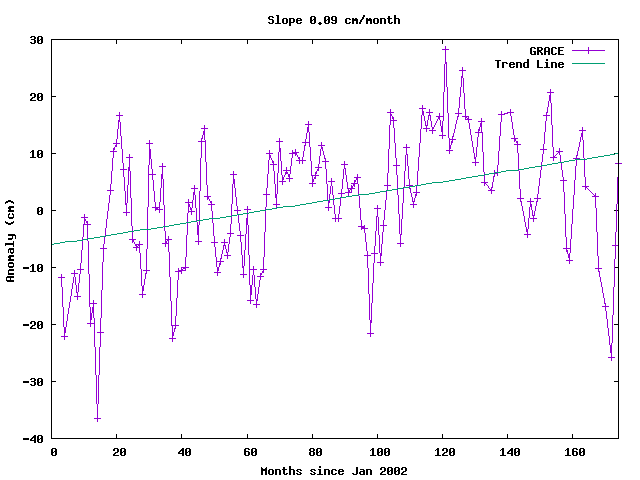 Slope 0.09 cm/month
GRACE
Trend Line
30
20
10
0
-10
-20
-30
-40
Anomaly (cm)
0 20 40 60 80 100 120 140 160
Months since Jan 2002